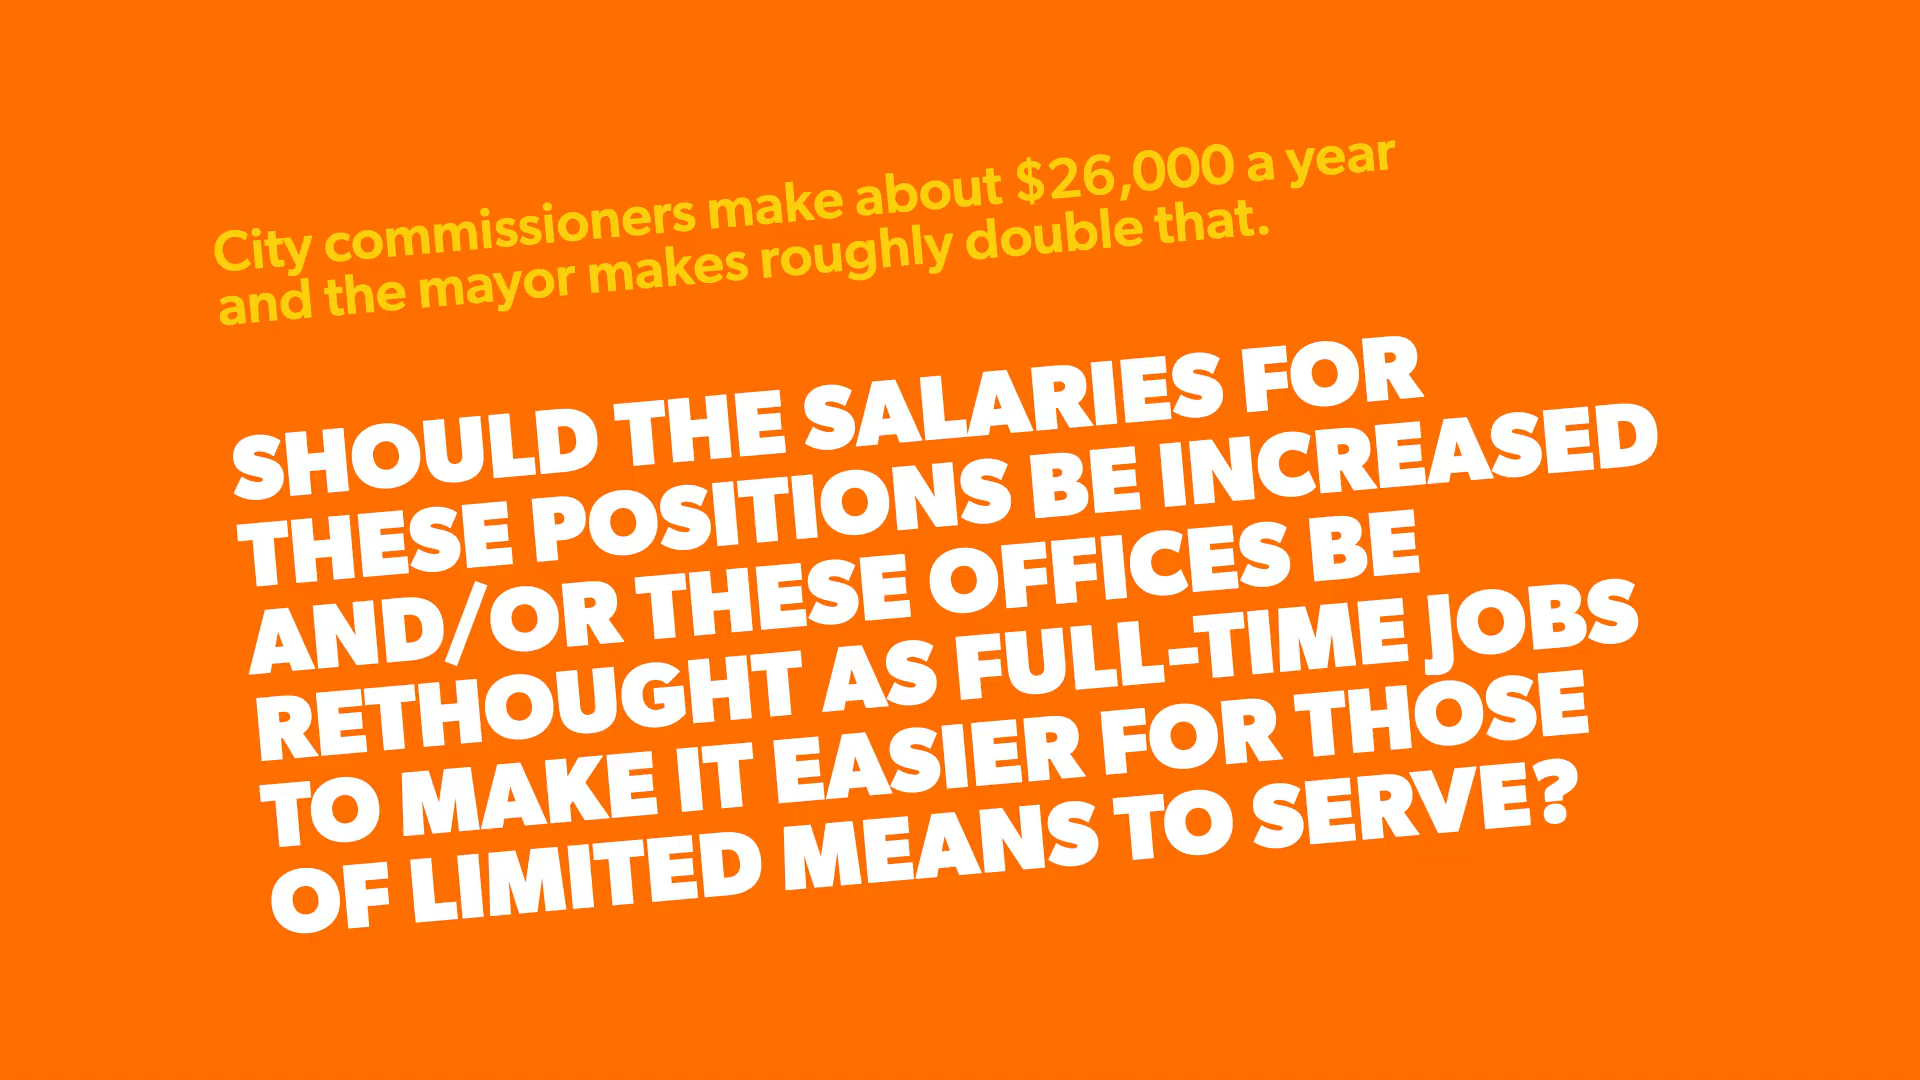 City commissioners make about $26,000 a year
and the mayor makes roughly double that.
SHOULD THE SALARIES FOR
THESE POSITIONS BE INCREASED
AND/OR THESE OFFICES BE
RETHOUGHT AS FULL-TIME JOBS
TO MAKE IT EASIER FOR THOSE
OF LIMITED MEANS TO SERVE?